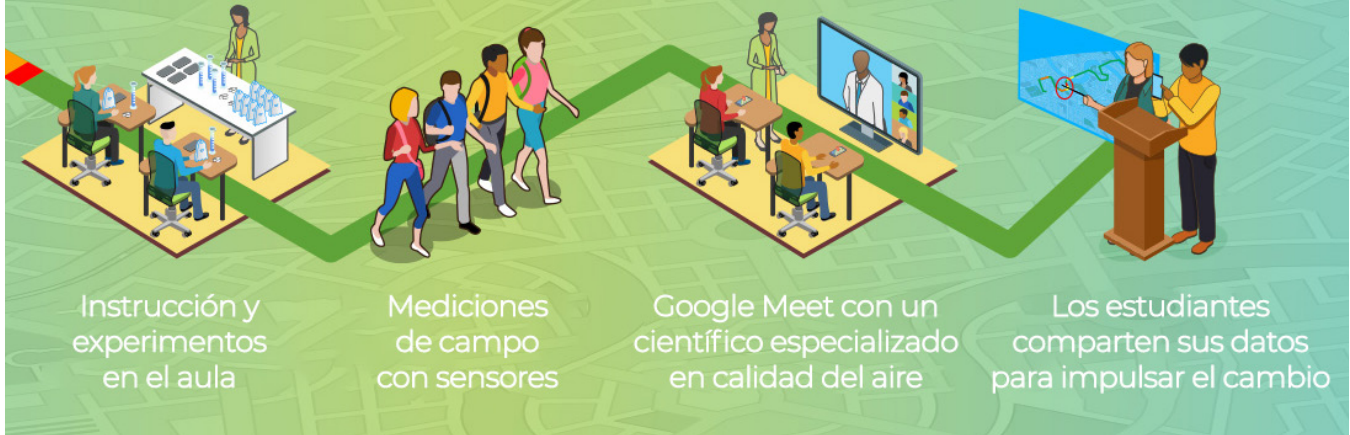 Instrucción y
experimentos
en el aula
Mediciones
de campo
con sensores
Google Meet con un
científico especializado
en calidad del aire
Los estudiantes
comparten sus datos
para impulsar el cambio